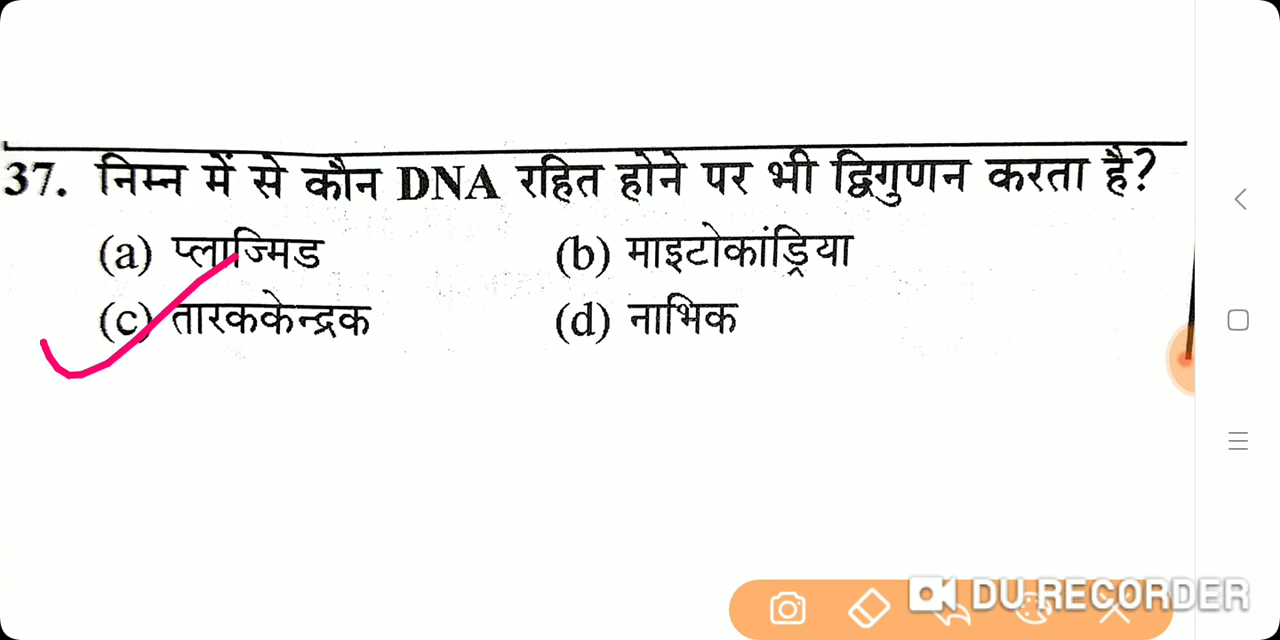 37. निम्न में से कौन DNA रहित होने पर भी द्विगुणन करता है?
(a) प्लाज्मिड (b) माइटोकांड्रिया
(c) तारककेन्द्रक (d) नाभिक
DU RECORDER